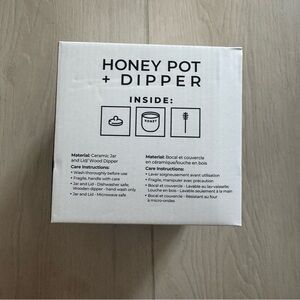 HONEY POT
+ DIPPER
INSIDE:
HONEY
Material: Ceramic Jar
and Lid/ Wood Dipper
Care Instructions:
• Wash thoroughly before use
• Fragile, handle with care
• Jar and Lid - Dishwasher safe,
Wooden dipper - hand wash only
• Jar and Lid - Microwave safe
Material: Bocal et couvercle
en céramique/louche en bois
Care Instructions:
• Laver soigneusement avant utilisation
• Fragile, manipuler avec précaution
• Bocal et couvercle - Lavable au lav-vaisselle;
Louche en bois - Lavable seulement à la main
• Bocal et couvercle - Résistant au four
à micro-ondes